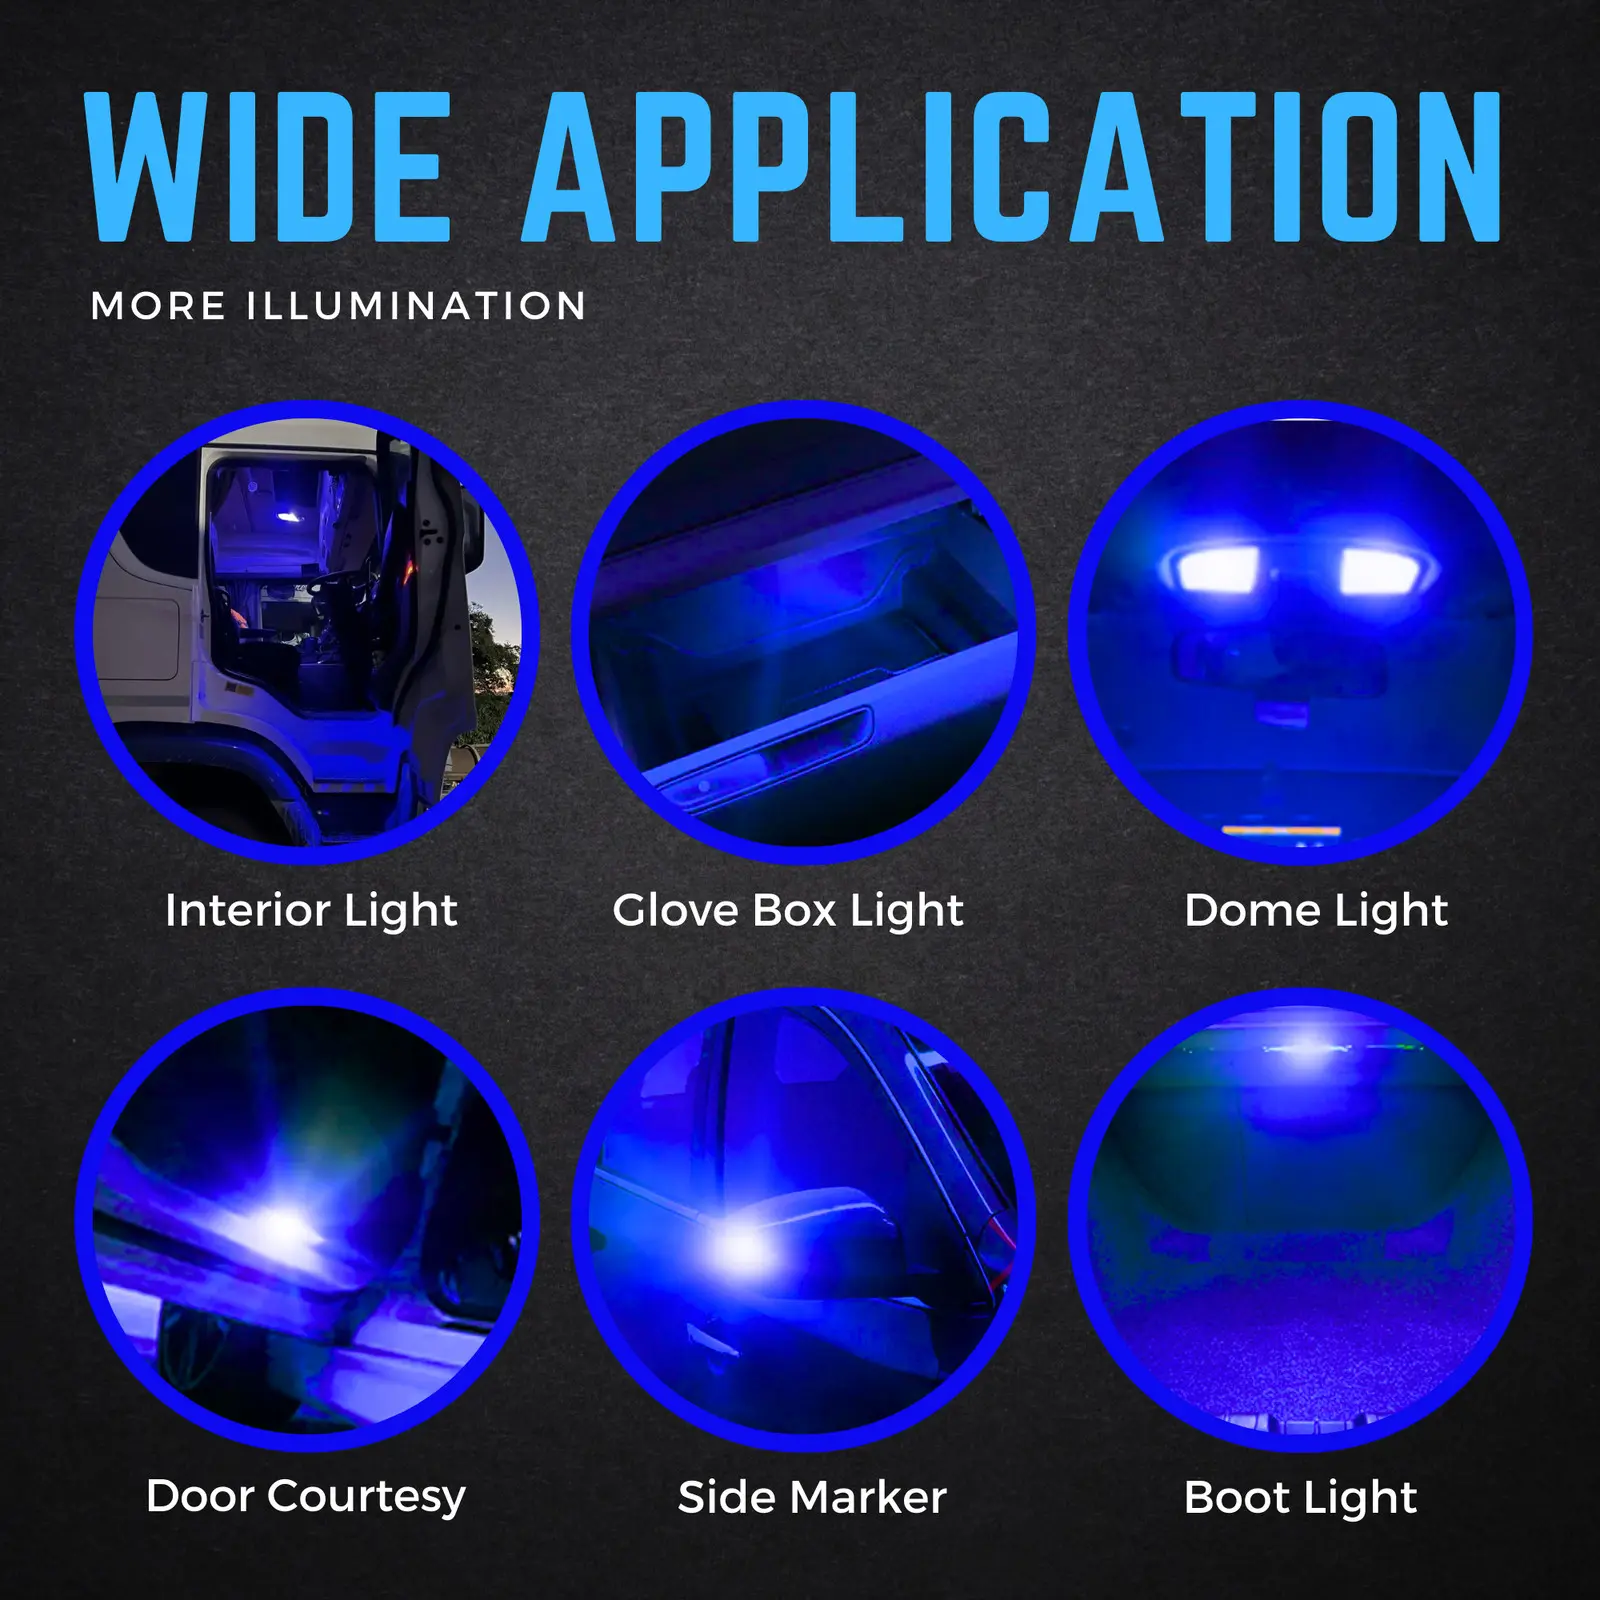 WIDE APPLICATION
MORE ILLUMINATION
Interior Light
Glove Box Light
Dome Light
Door Courtesy
Side Marker
Boot Light